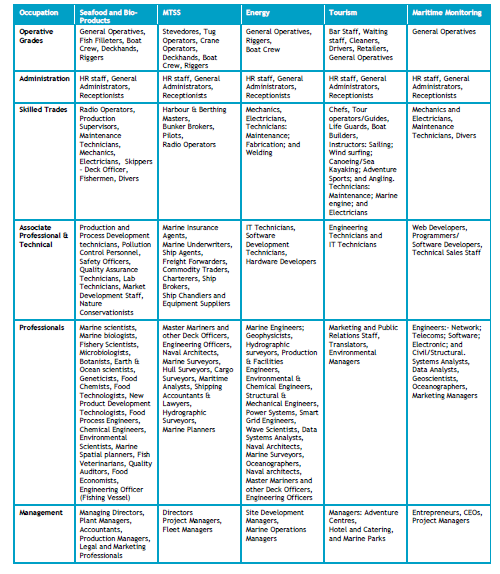 Occupation
Seafood and Bio-
Products
MTSS
Energy
Tourism
Maritime Monitoring
Operative
Grades
General Operatives,
Fish Filleters, Boat
Crew, Deckhands,
Riggers
Stevedores, Tug
Operators, Crane
Operators,
Deckhands, Boat
Crew, Riggers
General Operatives,
Riggers,
Boat Crew
Bar Staff, Waiting
staff, Cleaners,
Drivers, Retailers,
General Operatives
General Operatives
Administration
HR staff, General
Administrators,
Receptionists
HR staff, General
Administrators,
Receptionists
HR staff, General
Administrators,
Receptionists
HR staff, General
Administrators,
Receptionists
HR staff, General
Administrators,
Receptionists
Skilled Trades
Radio Operators,
Production
Supervisors,
Maintenance
Technicians,
Mechanics,
Electricians, Skippers
- Deck Officer,
Fishermen, Divers
Harbour & Berthing
Masters,
Bunker Brokers,
Pilots,
Radio Operators
Mechanics,
Electricians,
Technicians:
Maintenance;
Fabrication; and
Welding
Chefs, Tour
operators/Guides,
Life Guards, Boat
Builders,
Instructors: Sailing;
Wind surfing;
Canoeing/Sea
Kayaking; Adventure
Sports; and Angling.
Technicians:
Maintenance; Marine
engine; and
Electricians
Mechanics and
Electricians,
Maintenance
Technicians, Divers
Associate
Professional &
Technical
Production and
Process Development
technicians, Pollution
Control Personnel,
Safety Officers,
Quality Assurance
Technicians, Lab
Technicians, Market
Development Staff,
Nature
Conservationists
Marine Insurance
Agents,
Marine Underwriters,
Ship Agents,
Freight Forwarders,
Commodity Traders,
Charterers, Ship
Brokers,
Ship Chandlers and
Equipment Suppliers
IT Technicians,
Software
Development
Technicians,
Hardware Developers
Engineering
Technicians and
IT Technicians
Web Developers,
Programmers/
Software Developers,
Technical Sales Staff
Professionals
Marine scientists,
Marine biologists,
Fishery Scientists,
Microbiologists,
Botanists, Earth &
Ocean scientists,
Geneticists, Food
Chemists, Food
Technologists, New
Product Development
Technologists, Food
Process Engineers,
Chemical Engineers,
Environmental
Scientists, Marine
Spatial planners, Fish
Veterinarians, Quality
Auditors, Food
Economists,
Engineering Officer
(Fishing Vessel)
Master Mariners and
other Deck Officers,
Engineering Officers,
Naval Architects,
Marine Surveyors,
Hull Surveyors, Cargo
Surveyors, Maritime
Analysts, Shipping
Accountants &
Lawyers,
Hydrographic
Surveyors,
Marine Planners
Marine Engineers;
Geophysicists,
Hydrographic
surveyors, Production
& Facilities
Engineers,
Environmental &
Chemical Engineers,
Structural &
Mechanical Engineers,
Power Systems, Smart
Grid Engineers,
Wave Scientists, Data
Systems Analysts,
Naval Architects,
Marine Surveyors,
Oceanographers,
Naval architects,
Master Mariners and
other Deck Officers,
Engineering Officers
Marketing and Public
Relations Staff,
Translators,
Environmental
Managers
Engineers:- Network;
Telecoms; Software;
Electronic; and
Civil/Structural.
Systems Analysts,
Data Analysts,
Geoscientists,
Oceanographers,
Marketing Managers
Management
Managing Directors,
Plant Managers,
Accountants,
Production Managers,
Legal and Marketing
Professionals
Directors
Project Managers,
Fleet Managers
Site Development
Managers,
Marine Operations
Managers
Managers: Adventure
Centres,
Hotel and Catering,
and Marine Parks
Entrepreneurs, CEOs,
Project Managers